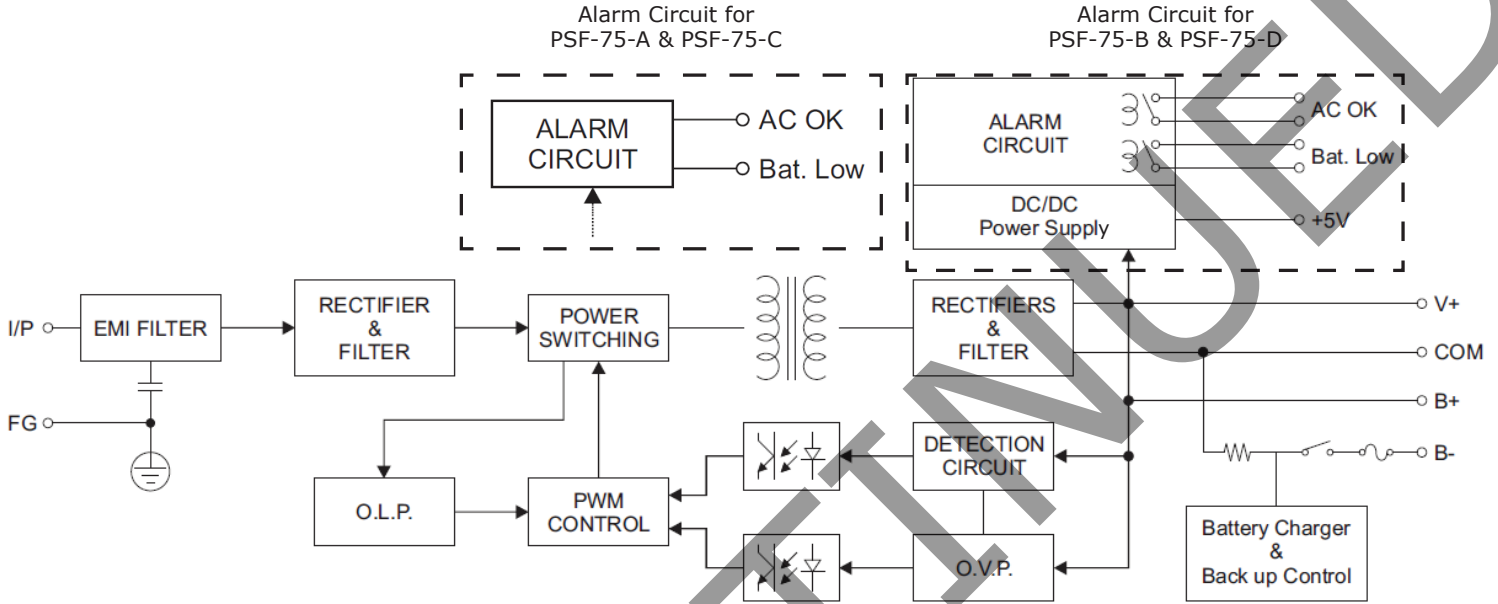 Alarm Circuit for
PSF-75-A & PSF-75-C
Alarm Circuit for
PSF-75-B & PSF-75-D
ALARM
CIRCUIT
AC OK
Bat. Low
ALARM
CIRCUIT
AC OK
Bat. Low
DC/DC
Power Supply
+5V
I/P
EMI FILTER
RECTIFIER
&
FILTER
POWER
SWITCHING
RECTIFIERS
&
FILTER
V+
COM
B+
B-
FG
O.L.P.
PWM
CONTROL
DETECTION
CIRCUIT
O.V.P.
Battery Charger
&
Back up Control
TINUED